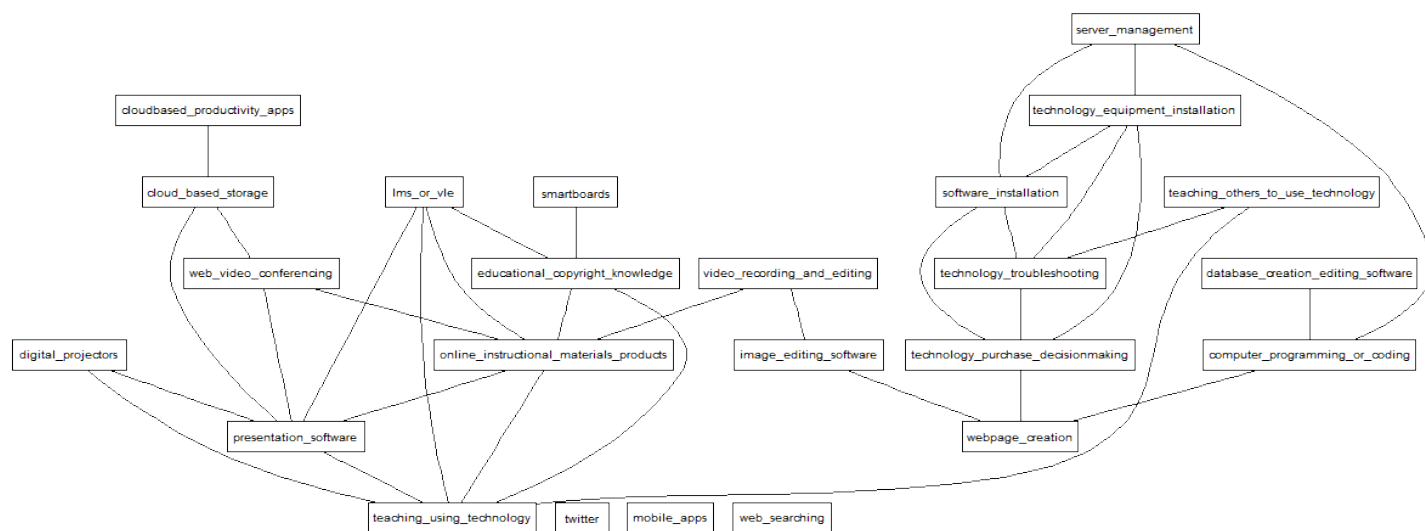 server_management
cloudbased_productivity_apps
technology_equipment_installation
cloud_based_storage
lms_or_vle
smartboards
software_installation
teaching_others_to_use_technology
web_video_conferencing
educational_copyright_knowledge
video_recording_and_editing
technology_troubleshooting
database_creation_editing_software
digital_projectors
online_instructional_materials_products
image_editing_software
technology_purchase_decisionmaking
computer_programming_or_coding
presentation_software
webpage_creation
teaching_using_technology
twitter
mobile_apps
web_searching